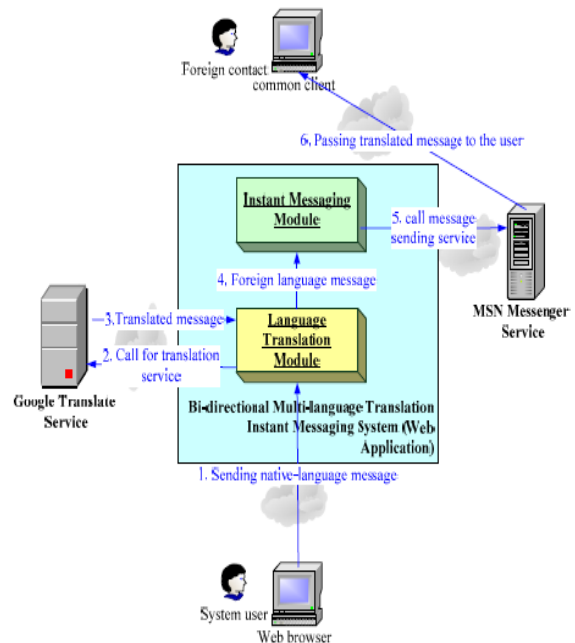 Foreign contact
common client
6. Passing translated message to the user
Instant Messaging
Module
5. call message
sending service
MSN Messenger
Service
4. Foreign language message
3.Translated message
Language
Translation
Module
2. Call for translation
service
Google Translate
Service
Bi-directional Multi-language Translation
Instant Messaging System (Web
Application)
1. Sending native-language message
System user
Web browser